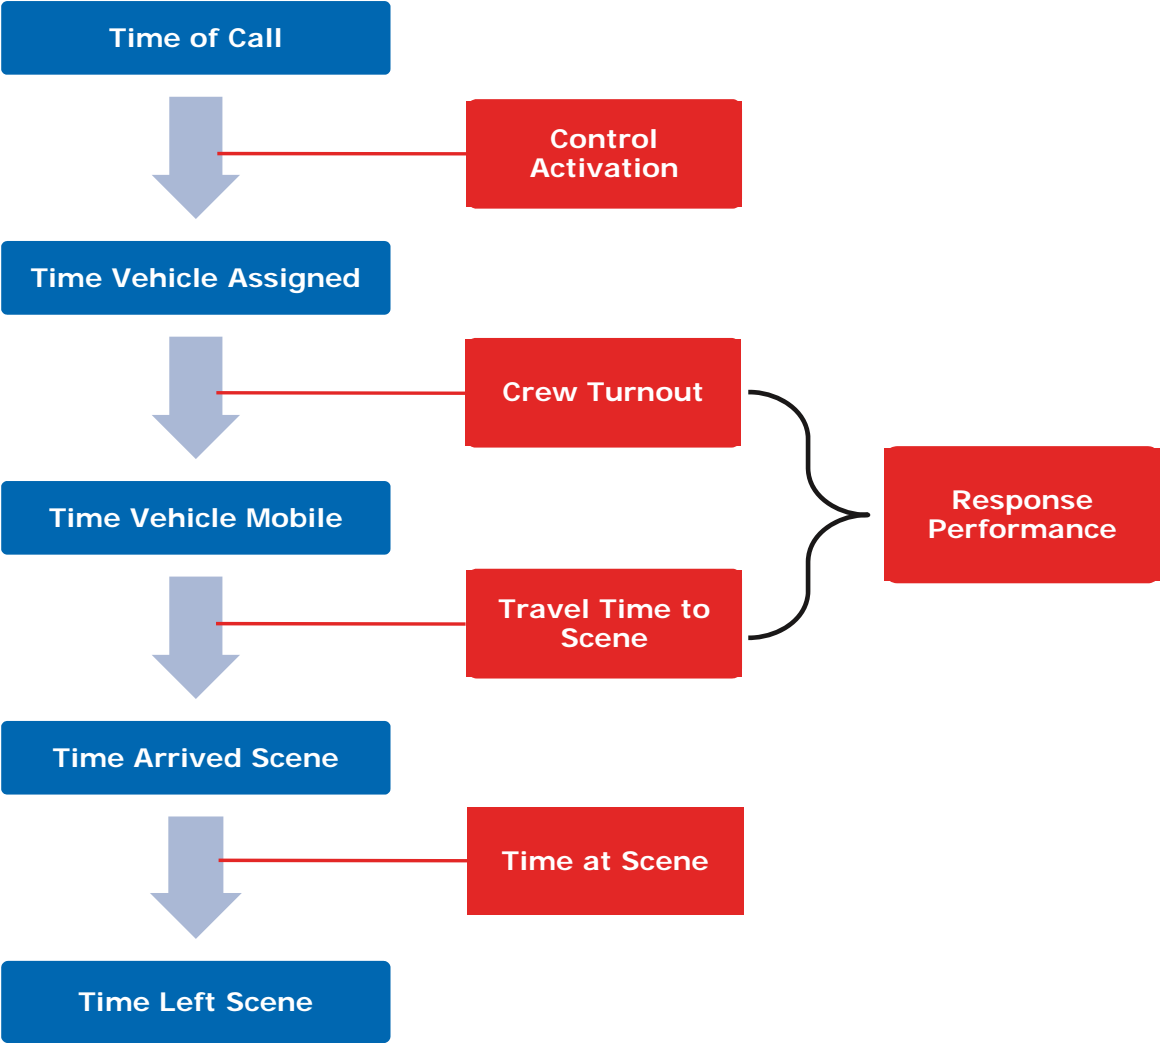 Time of Call
Control
Activation
Time Vehicle Assigned
Crew Turnout
Response
Performance
Time Vehicle Mobile
Travel Time to
Scene
Time Arrived Scene
Time at Scene
Time Left Scene